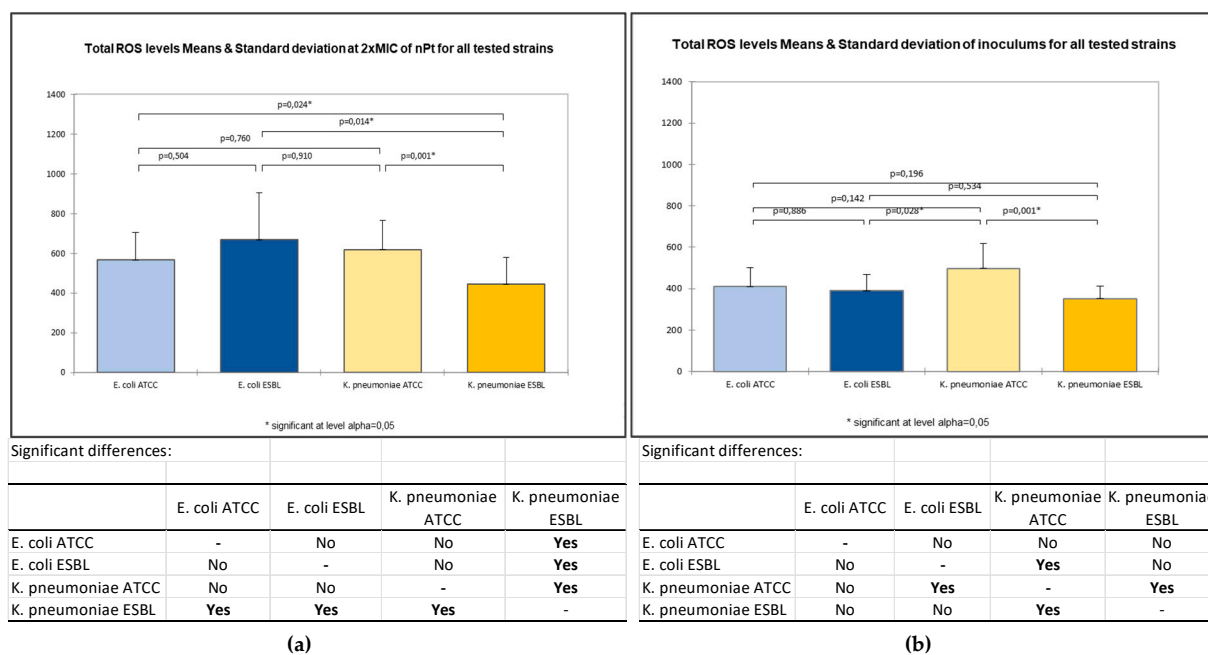 Total ROS levels Means & Standard deviation at 2xMIC of nPt for all tested strains
1400
1200
1000
800
600
400
200
0
p=0,024*
p=0,014*
p=0,760
p=0,504
p=0,910
p=0,001*
E. coli ATCC
E. coli ESBL
K. pneumoniae ATCC
K. pneumoniae ESBL
* significant at level alpha=0,05
Significant differences:
E. coli ATCC E. coli ESBL K. pneumoniae ATCC K. pneumoniae ESBL
E. coli ATCC - No No Yes
E. coli ESBL No - No Yes
K. pneumoniae ATCC No No - Yes
K. pneumoniae ESBL Yes Yes Yes -
(a)
Total ROS levels Means & Standard deviation of inoculums for all tested strains
1400
1200
1000
800
600
400
200
0
p=0,196
p=0,534
p=0,142
p=0,886
p=0,028*
p=0,001*
E. coli ATCC
E. coli ESBL
K. pneumoniae ATCC
K. pneumoniae ESBL
* significant at level alpha=0,05
Significant differences:
E. coli ATCC E. coli ESBL K. pneumoniae ATCC K. pneumoniae ESBL
E. coli ATCC - No No No
E. coli ESBL No - Yes No
K. pneumoniae ATCC No Yes - Yes
K. pneumoniae ESBL No No Yes -
(b)